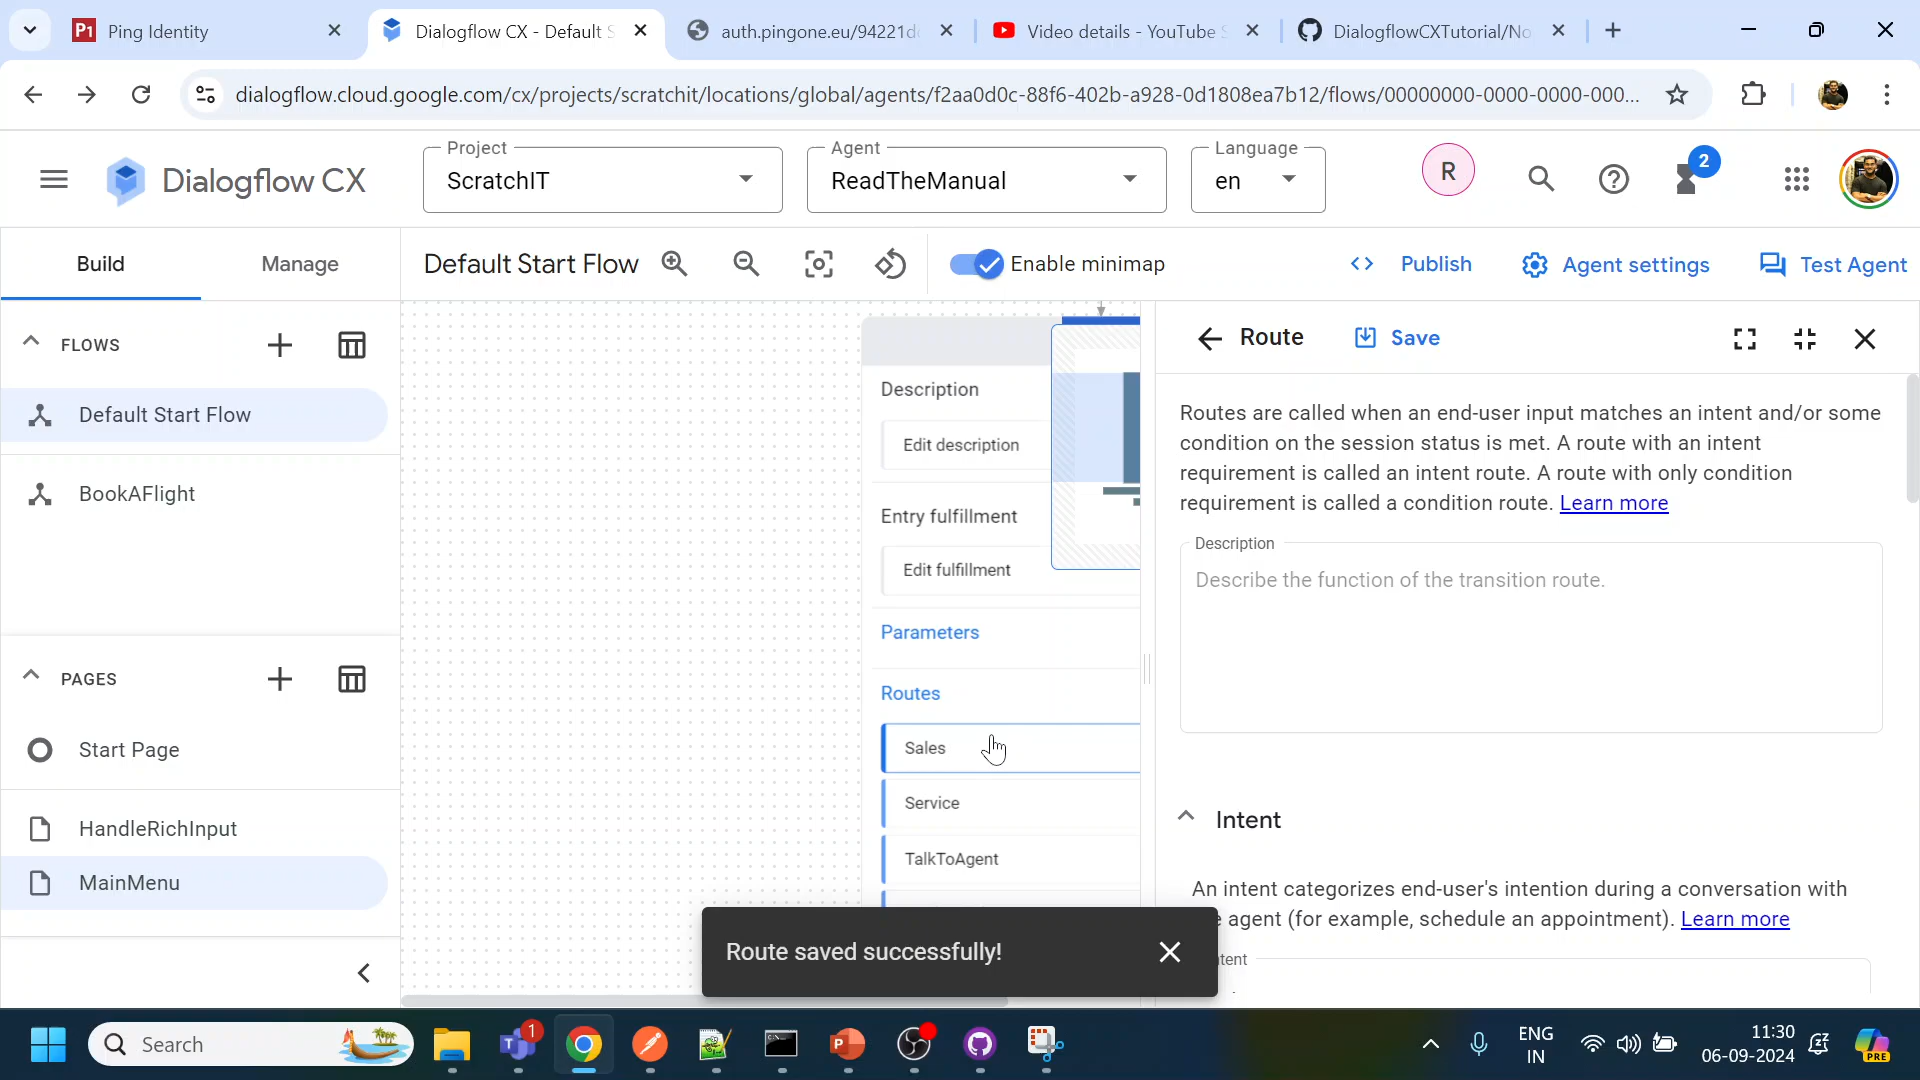 P1 Ping Identity
Dialogflow CX - Default S
auth.pingone.eu/94221d
Video details - YouTube S
DialogflowCXTutorial/No
dialogflow.cloud.google.com/cx/projects/scratchit/locations/global/agents/f2aa0d0c-88f6-402b-a928-0d1808ea7b12/flows/00000000-0000-0000-000...
Dialogflow CX
Project
ScratchIT
Agent
ReadTheManual
Language
en
R
2
Build
Manage
Default Start Flow
Enable minimap
Publish
Agent settings
Test Agent
FLOWS
Default Start Flow
BookAFlight
PAGES
Start Page
HandleRichInput
MainMenu
Description
Edit description
Entry fulfillment
Edit fulfillment
Parameters
Routes
Sales
Service
TalkToAgent
Route
Save
Routes are called when an end-user input matches an intent and/or some
condition on the session status is met. A route with an intent
requirement is called an intent route. A route with only condition
requirement is called a condition route. Learn more
Description
Describe the function of the transition route.
Intent
An intent categorizes end-user's intention during a conversation with
agent (for example, schedule an appointment). Learn more
Route saved successfully!
Search
1
P
ENG
IN
11:30
06-09-2024
PRE